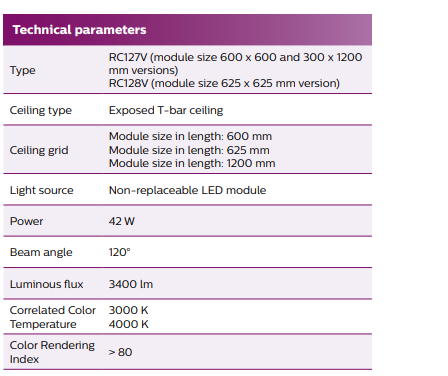 Technical parameters
Type
RC127V (module size 600 x 600 and 300 x 1200
mm versions)
RC128V (module size 625 x 625 mm version)
Ceiling type
Exposed T-bar ceiling
Ceiling grid
Module size in length: 600 mm
Module size in length: 625 mm
Module size in length: 1200 mm
Light source
Non-replaceable LED module
Power
42 W
Beam angle
120°
Luminous flux
3400 lm
Correlated Color
Temperature
3000 K
4000 K
Color Rendering
Index
> 80